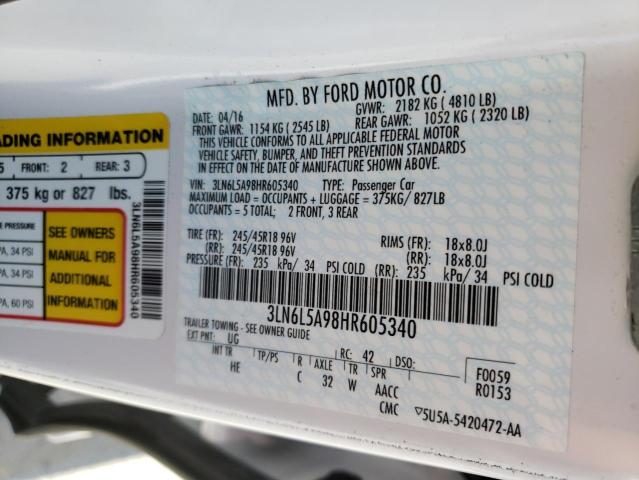 ADING INFORMATION
5 FRONT: 2 REAR: 3
375 kg or 827 lbs.
PRESSURE
PA, 34 PSI
PA, 34 PSI
PA, 60 PSI
SEE OWNERS
MANUAL FOR
ADDITIONAL
INFORMATION
3LN6L5A98HR605340
MFD. BY FORD MOTOR CO.
DATE: 04/16 GVWR: 2182 KG ( 4810 LB)
FRONT GAWR: 1154 KG ( 2545 LB) REAR GAWR: 1052 KG ( 2320 LB)
THIS VEHICLE CONFORMS TO ALL APPLICABLE FEDERAL MOTOR
VEHICLE SAFETY, BUMPER, AND THEFT PREVENTION STANDARDS
IN EFFECT ON THE DATE OF MANUFACTURE SHOWN ABOVE.
VIN: 3LN6L5A98HR605340 TYPE: Passenger Car
MAXIMUM LOAD = OCCUPANTS + LUGGAGE = 375KG/ 827LB
OCCUPANTS = 5 TOTAL; 2 FRONT, 3 REAR
TIRE (FR): 245/45R18 96V RIMS (FR): 18x8.0J
(RR): 245/45R18 96V (RR): 18x8.0J
PRESSURE (FR): 235 kPa/ 34 PSI COLD (RR): 235 kPa/ 34 PSI COLD
3LN6L5A98HR605340
TRAILER TOWING - SEE OWNER GUIDE
EXT PNT: UG RC: 42 DSO: F0059
INT TR TP/PS R AXLE TR SPR R0153
HE C 32 W AACC
CMC ▽5U5A-5420472-AA